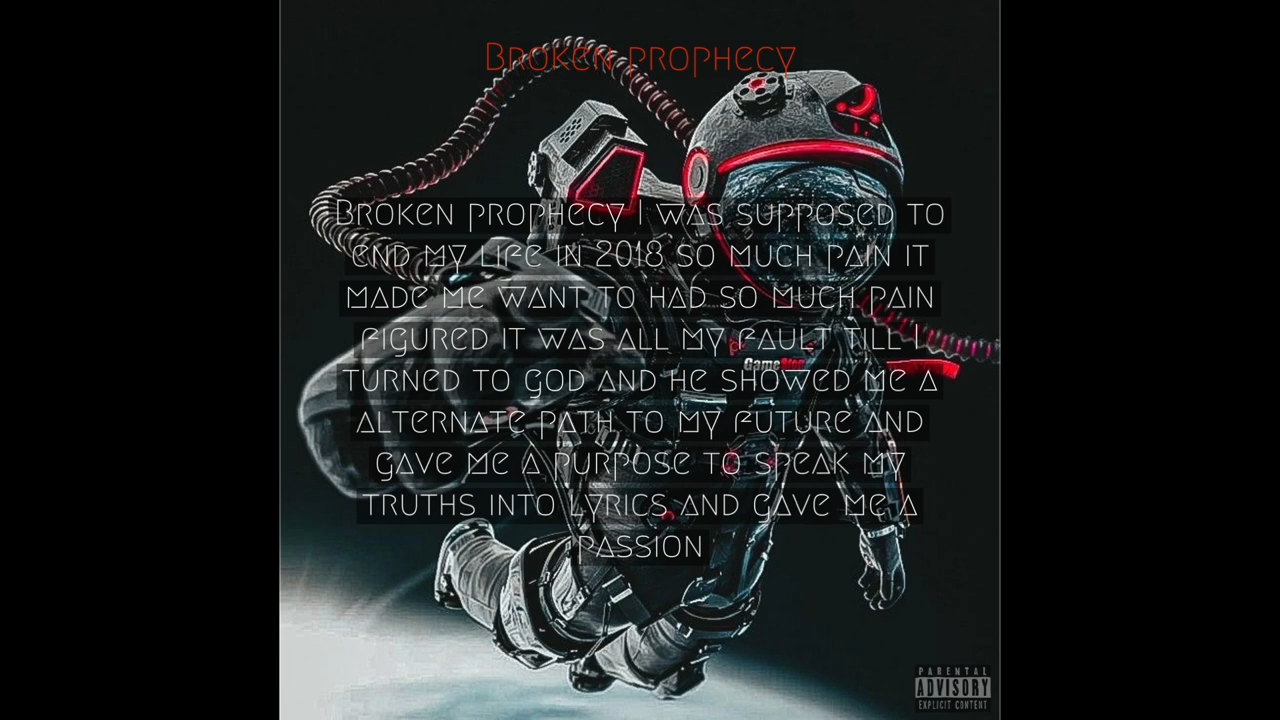 Broken prophecy
Broken prophecy I was supposed to
end my life in 2018 so much pain it
made me want to had so much pain
figured it was all my fault till I
GameStop
turned to god and he showed me a
alternate path to my future and
gave me a purpose to speak my
truths into lyrics and gave me a
passion
PARENTAL
ADVISORY
EXPLICIT CONTENT